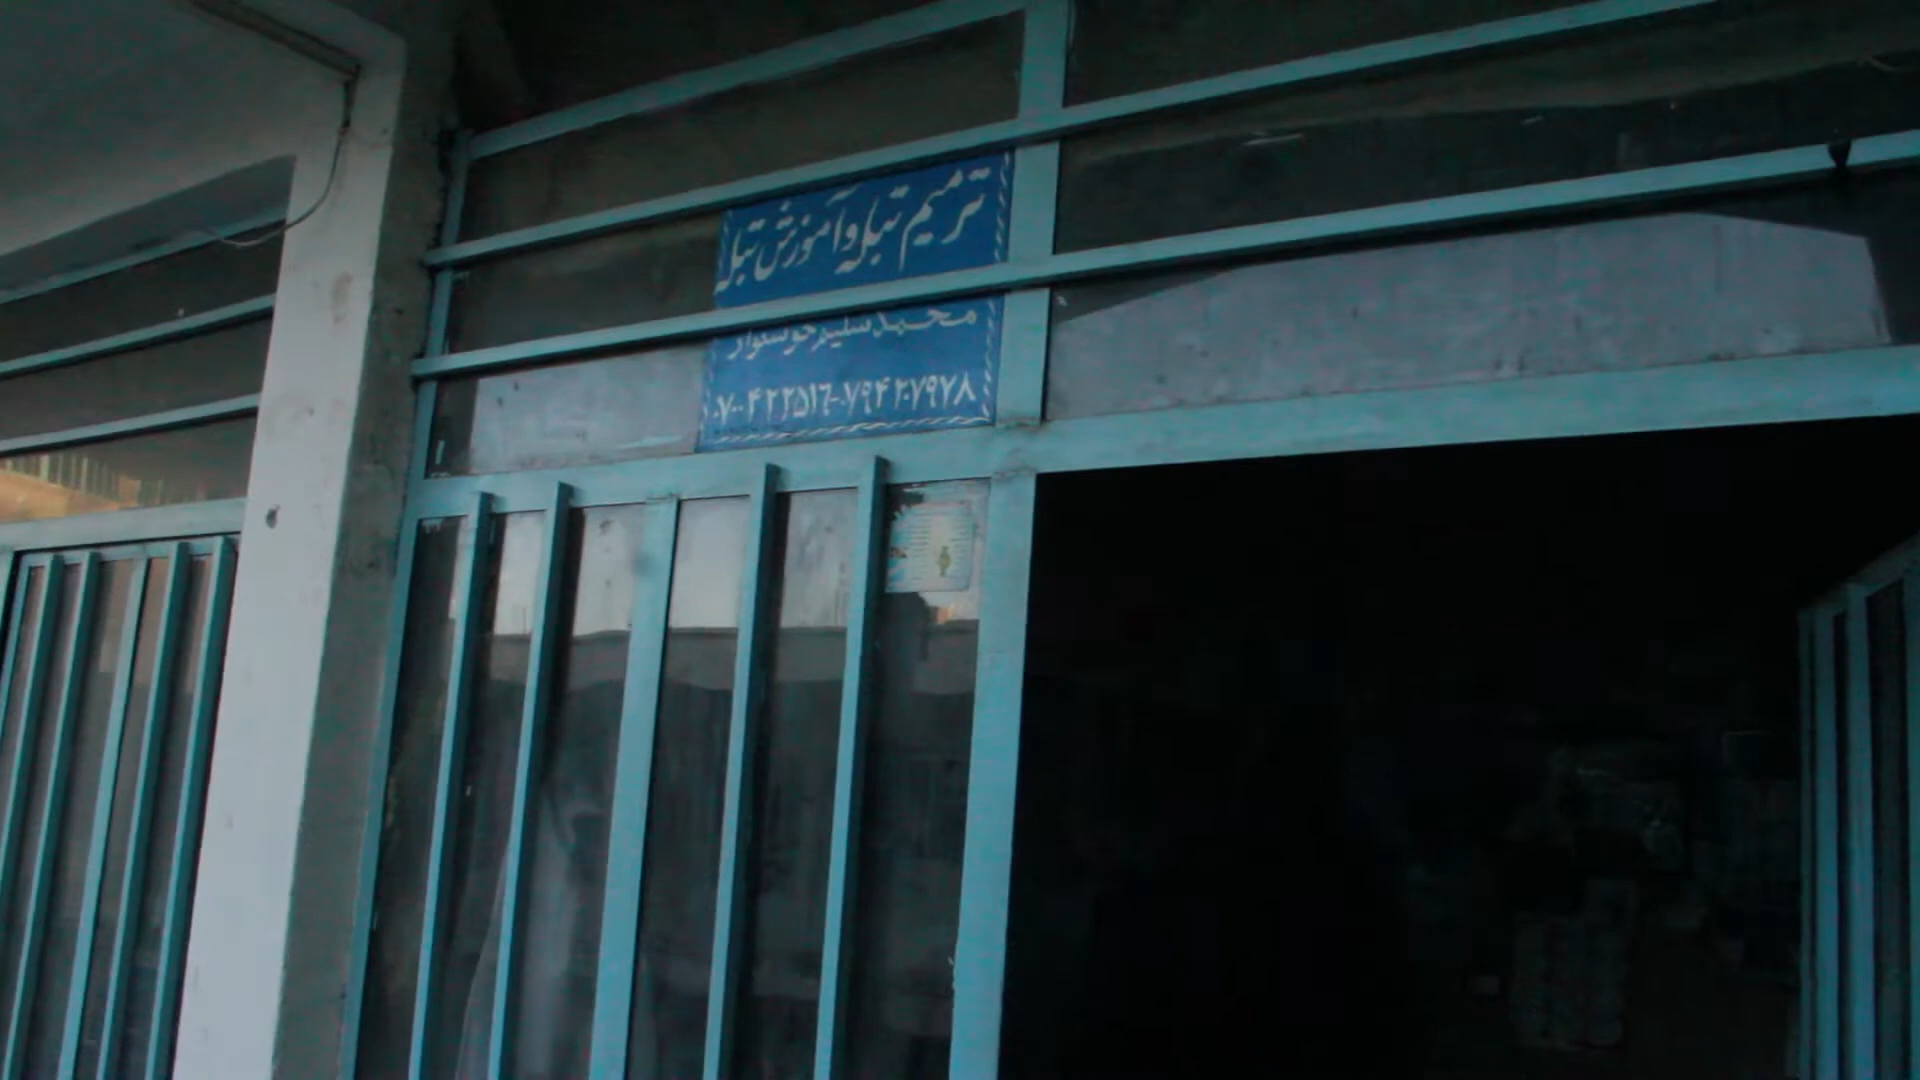 ترمیم تبله و آموزش تبله
محمد سلیم خوشنواز
۰۷۰۰۴۲۲۵۱۶-۰۷۹۴۲۰۷۹۷۸